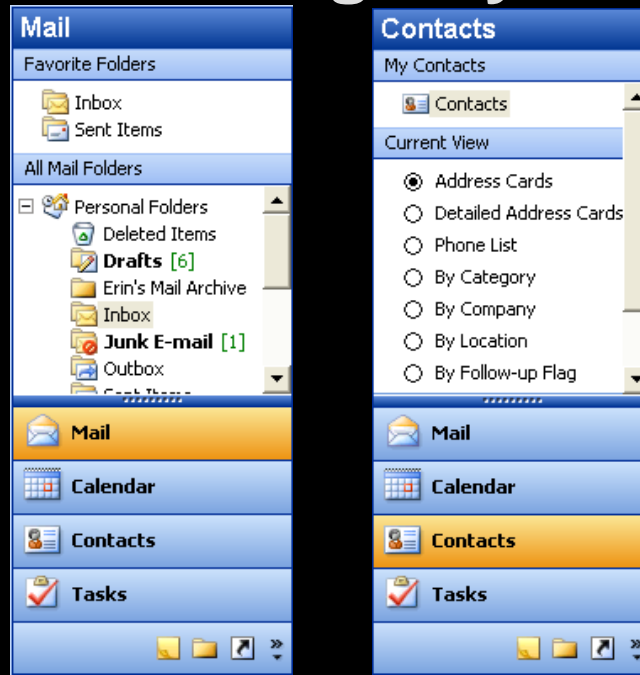 Mail
Favorite Folders
Inbox
Sent Items
All Mail Folders
Personal Folders
Deleted Items
Drafts [6]
Erin's Mail Archive
Inbox
Junk E-mail [1]
Outbox
Mail
Calendar
Contacts
Tasks
Contacts
My Contacts
Contacts
Current View
Address Cards
Detailed Address Cards
Phone List
By Category
By Company
By Location
By Follow-up Flag
Mail
Calendar
Contacts
Tasks